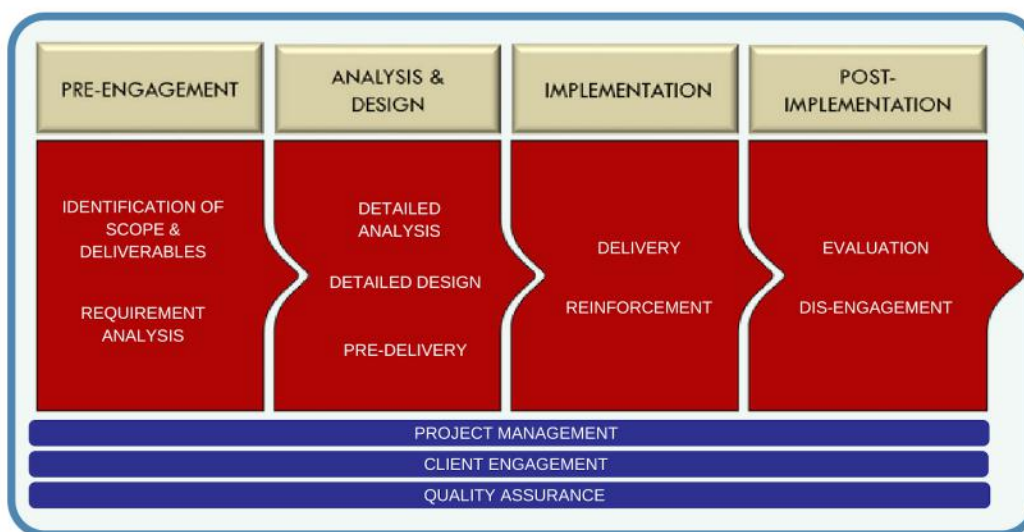 PRE-ENGAGEMENT
ANALYSIS &
DESIGN
IMPLEMENTATION
POST-
IMPLEMENTATION
IDENTIFICATION OF
SCOPE &
DELIVERABLES
REQUIREMENT
ANALYSIS
DETAILED
ANALYSIS
DETAILED DESIGN
PRE-DELIVERY
DELIVERY
REINFORCEMENT
EVALUATION
DIS-ENGAGEMENT
PROJECT MANAGEMENT
CLIENT ENGAGEMENT
QUALITY ASSURANCE